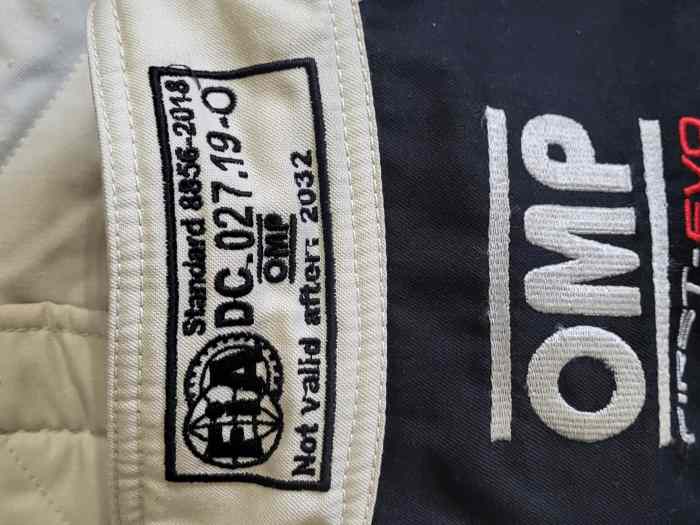 Standard 8856-2018
FIA DC.027.19-O
OMP
Not valid after: 2032
OMP
FIRST-EVO